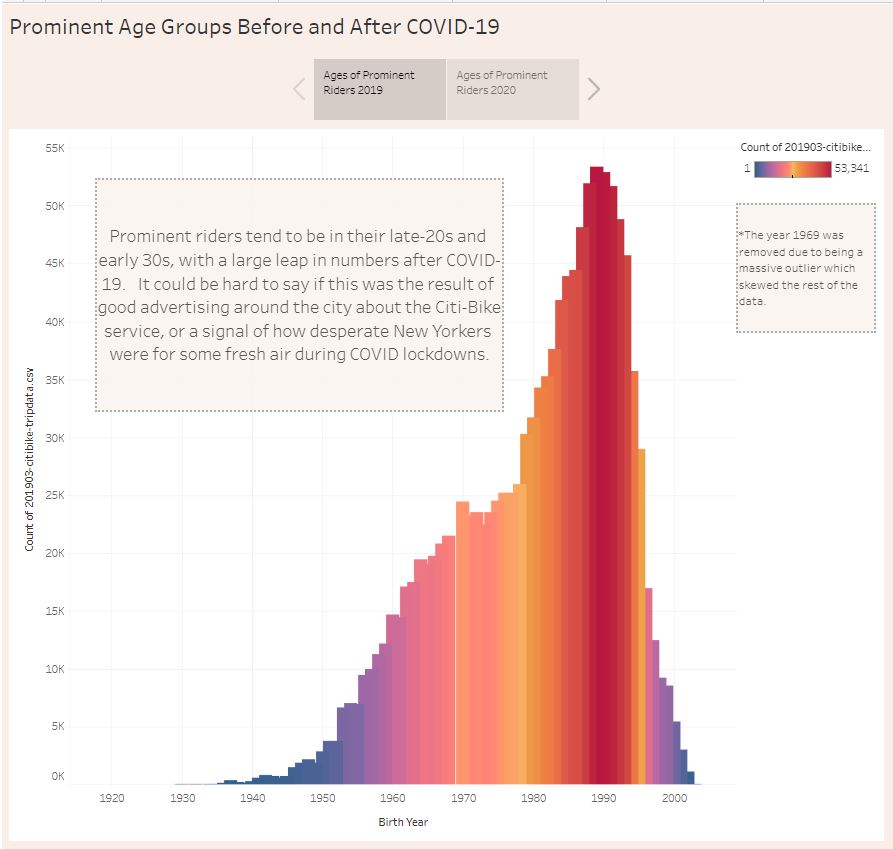 Prominent Age Groups Before and After COVID-19
Ages of Prominent
Riders 2019
Ages of Prominent
Riders 2020
Count of 201903-citibike...
1
53,341
*The year 1969 was
removed due to being a
massive outlier which
skewed the rest of the
data.
Prominent riders tend to be in their late-20s and
early 30s, with a large leap in numbers after COVID-
19. It could be hard to say if this was the result of
good advertising around the city about the Citi-Bike
service, or a signal of how desperate New Yorkers
were for some fresh air during COVID lockdowns.
Count of 201903-citibike-tripdata.csv
55K
50K
45K
40K
35K
30K
25K
20K
15K
10K
5K
0K
1920 1930 1940 1950 1960 1970 1980 1990 2000
Birth Year